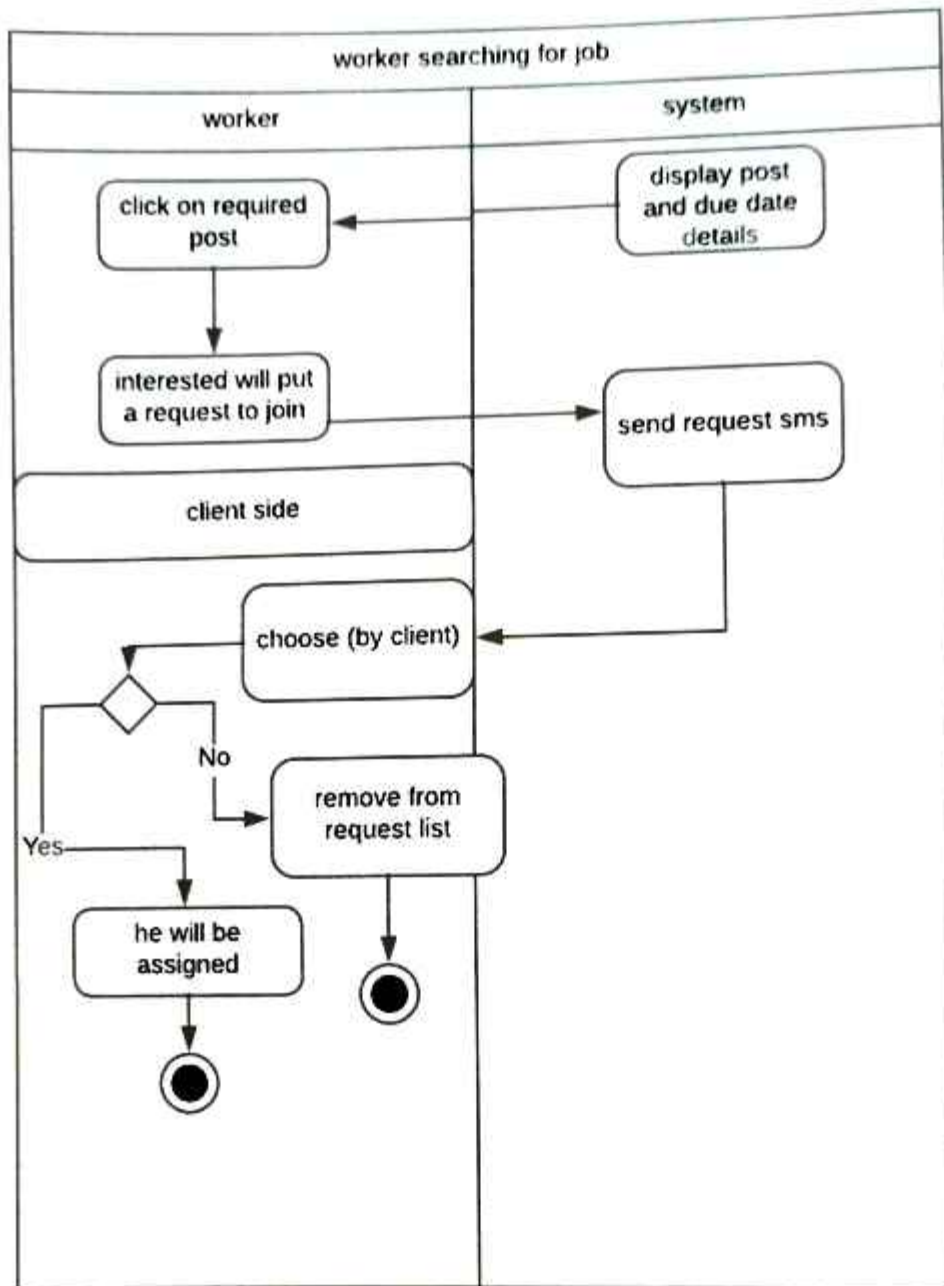 worker searching for job
worker
system
click on required
post
display post
and due date
details
interested will put
a request to join
send request sms
client side
choose (by client)
No
remove from
request list
Yes
he will be
assigned